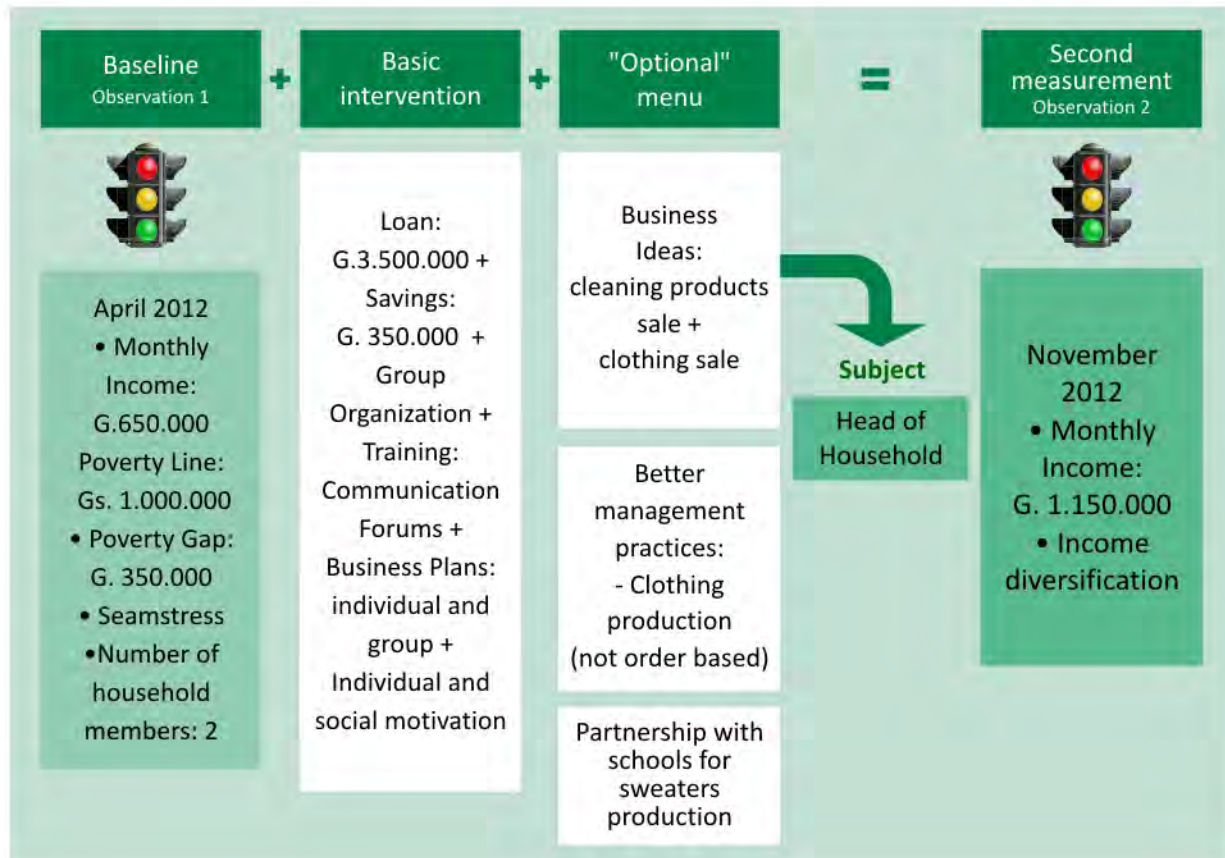 Baseline
Observation 1
+
Basic
intervention
+
"Optional"
menu
=
Second
measurement
Observation 2
April 2012
• Monthly
Income:
G.650.000
Poverty Line:
Gs. 1.000.000
• Poverty Gap:
G. 350.000
• Seamstress
•Number of
household
members: 2
Loan:
G.3.500.000 +
Savings:
G. 350.000 +
Group
Organization +
Training:
Communication
Forums +
Business Plans:
individual and
group +
Individual and
social motivation
Business
Ideas:
cleaning products
sale +
clothing sale
Better
management
practices:
- Clothing
production
(not order based)
Partnership with
schools for
sweaters
production
Subject
Head of
Household
November
2012
• Monthly
Income:
G. 1.150.000
• Income
diversification